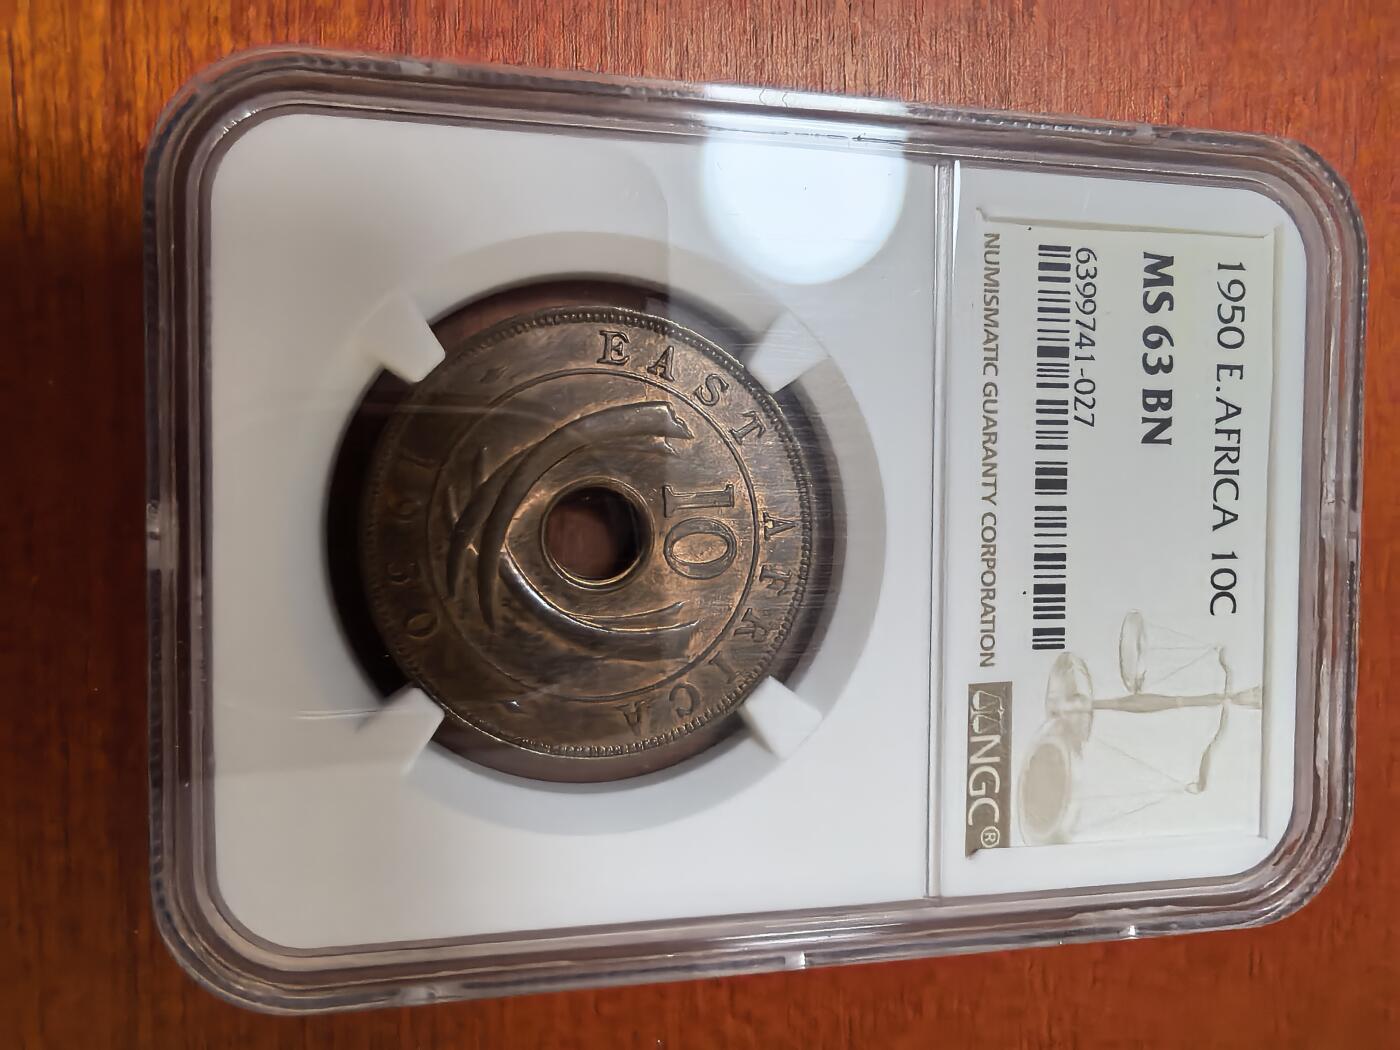 1950 E.AFRICA 10C
MS 63 BN
6399741-027
NUMISMATIC GUARANTY CORPORATION
NGC®
EAST AFRICA
10
1950